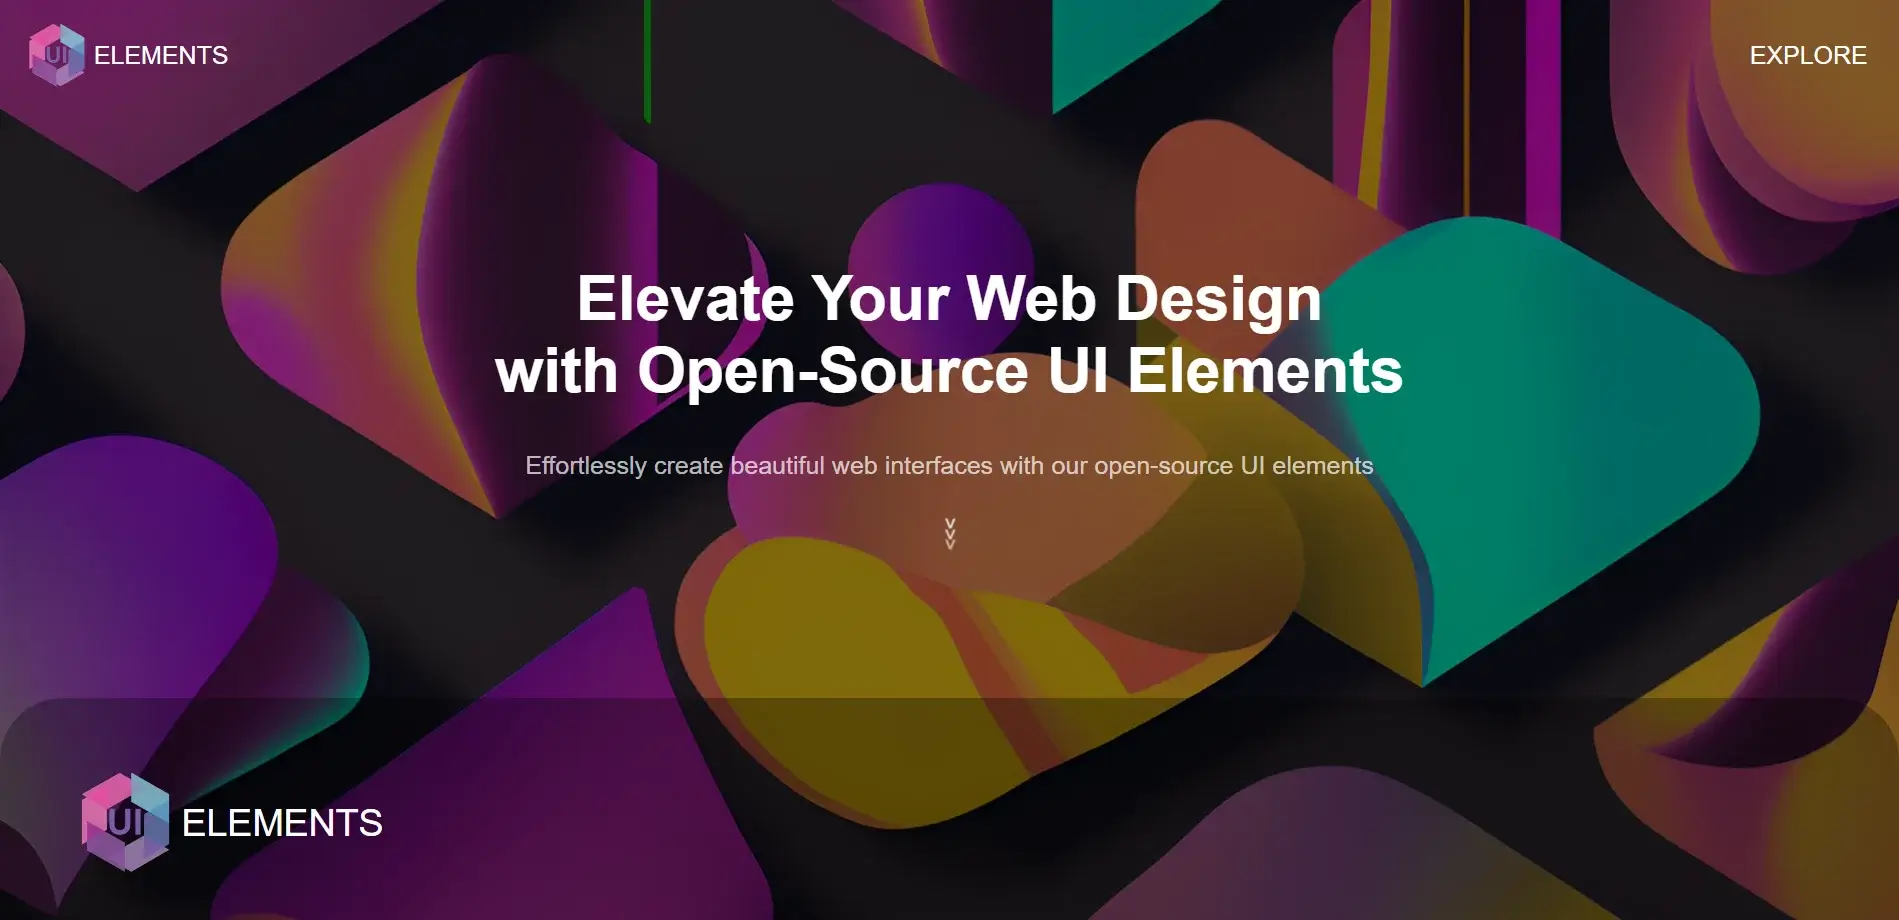 UI ELEMENTS
EXPLORE
Elevate Your Web Design
with Open-Source UI Elements
Effortlessly create beautiful web interfaces with our open-source UI elements
UI ELEMENTS